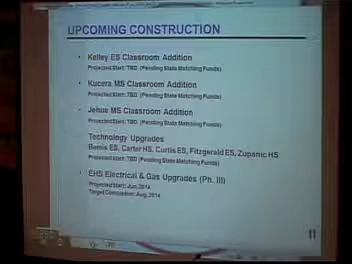 UPCOMING CONSTRUCTION
• Kelley ES Classroom Addition
Projected Start: TBD (Pending State Matching Funds)
• Kucera MS Classroom Addition
Projected Start: TBD (Pending State Matching Funds)
• Jehue MS Classroom Addition
Projected Start: TBD (Pending State Matching Funds)
Technology Upgrades
Bemis ES, Carter HS, Curtis ES, Fitzgerald ES, Zupanic HS
Projected Start: TBD (Pending State Matching Funds)
• EHS Electrical & Gas Upgrades (Ph. III)
Projected Start: Jun, 2014
Target Completion: Aug, 2014
11